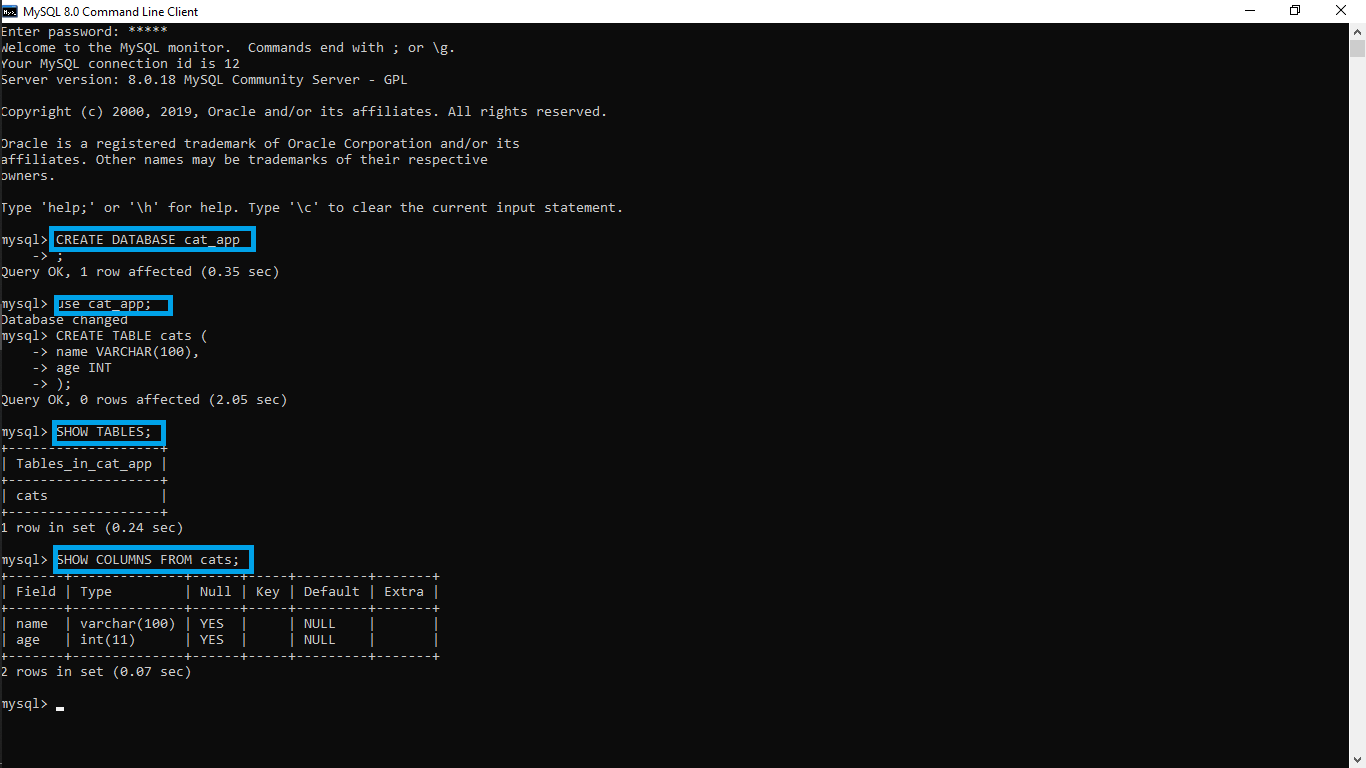 MySQL 8.0 Command Line Client
Enter password: *****
Welcome to the MySQL monitor.  Commands end with ; or \g.
Your MySQL connection id is 12
Server version: 8.0.18 MySQL Community Server - GPL
Copyright (c) 2000, 2019, Oracle and/or its affiliates. All rights reserved.
Oracle is a registered trademark of Oracle Corporation and/or its
affiliates. Other names may be trademarks of their respective
owners.
Type 'help;' or '\h' for help. Type '\c' to clear the current input statement.
mysql> CREATE DATABASE cat_app
    -> ;
Query OK, 1 row affected (0.35 sec)
mysql> use cat_app;
Database changed
mysql> CREATE TABLE cats (
    -> name VARCHAR(100),
    -> age INT
    -> );
Query OK, 0 rows affected (2.05 sec)
mysql> SHOW TABLES;
+-------------------+
| Tables_in_cat_app |
+-------------------+
| cats              |
+-------------------+
1 row in set (0.24 sec)
mysql> SHOW COLUMNS FROM cats;
+-------+--------------+------+-----+---------+-------+
| Field | Type         | Null | Key | Default | Extra |
+-------+--------------+------+-----+---------+-------+
| name  | varchar(100) | YES  |     | NULL    |       |
| age   | int(11)      | YES  |     | NULL    |       |
+-------+--------------+------+-----+---------+-------+
2 rows in set (0.07 sec)
mysql>